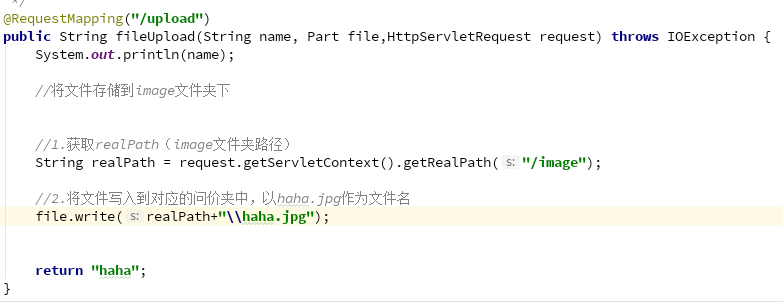 */
@RequestMapping("/upload")
public String fileUpload(String name, Part file,HttpServletRequest request) throws IOException {
System.out.println(name);
//将文件存储到image文件夹下
//1.获取realPath（image文件夹路径）
String realPath = request.getServletContext().getRealPath( s: "/image");
//2.将文件写入到对应的问价夹中，以haha.jpg作为文件名
file.write( s: realPath+"\\haha.jpg");
return "haha";
}